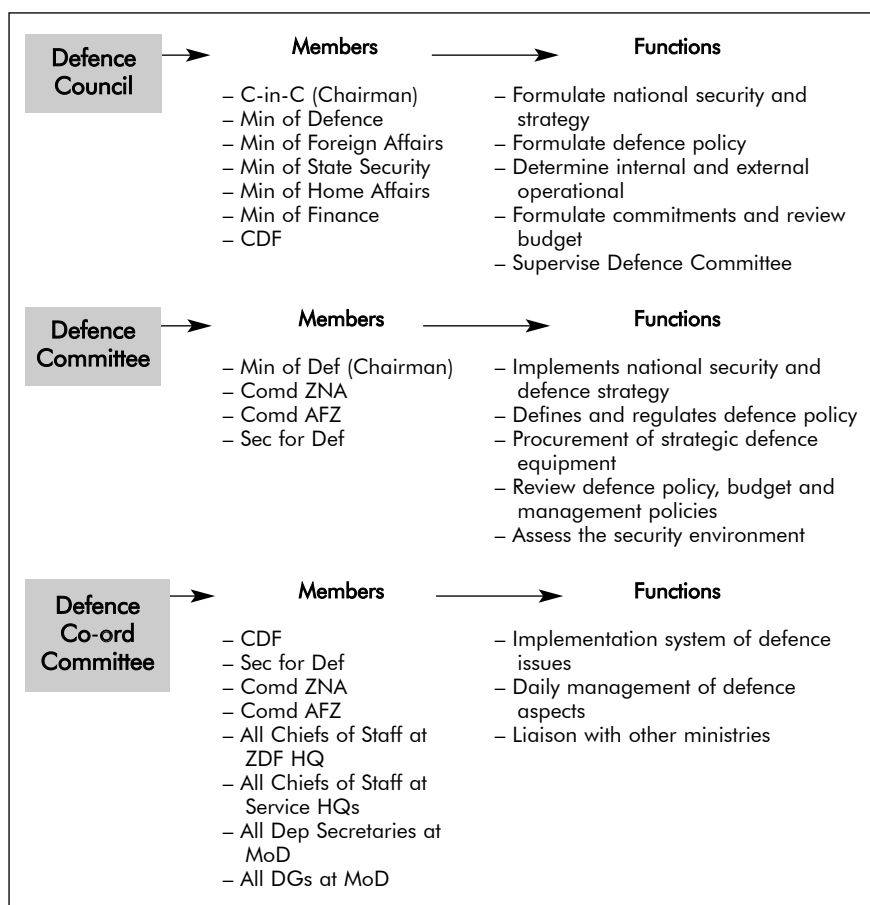 Defence
Council
Members
Functions
– C-in-C (Chairman)
– Min of Defence
– Min of Foreign Affairs
– Min of State Security
– Min of Home Affairs
– Min of Finance
– CDF
– Formulate national security and
strategy
– Formulate defence policy
– Determine internal and external
operational
– Formulate commitments and review
budget
– Supervise Defence Committee
Defence
Committee
Members
Functions
– Min of Def (Chairman)
– Comd ZNA
– Comd AFZ
– Sec for Def
– Implements national security and
defence strategy
– Defines and regulates defence policy
– Procurement of strategic defence
equipment
– Review defence policy, budget and
management policies
– Assess the security environment
Defence
Co-ord
Committee
Members
Functions
– CDF
– Sec for Def
– Comd ZNA
– Comd AFZ
– All Chiefs of Staff at
ZDF HQ
– All Chiefs of Staff at
Service HQs
– All Dep Secretaries at
MoD
– All DGs at MoD
– Implementation system of defence
issues
– Daily management of defence
aspects
– Liaison with other ministries